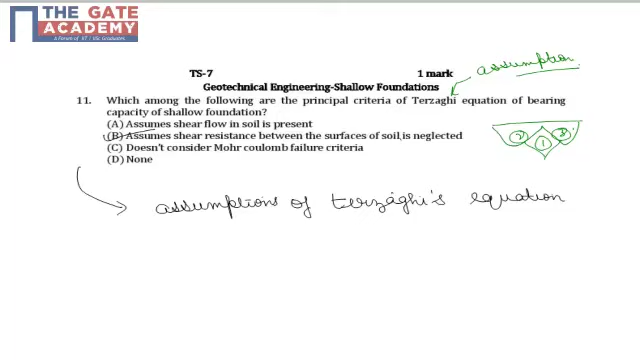 THE GATE
ACADEMY
A Forum of IIT / IISc Graduates
TS-7 1 mark
Geotechnical Engineering-Shallow Foundations
assumption
11. Which among the following are the principal criteria of Terzaghi equation of bearing
capacity of shallow foundation?
(A) Assumes shear flow in soil is present
(B) Assumes shear resistance between the surfaces of soil is neglected
(C) Doesn't consider Mohr coulomb failure criteria
(D) None
2 1 3
assumptions of terzaghi's equation